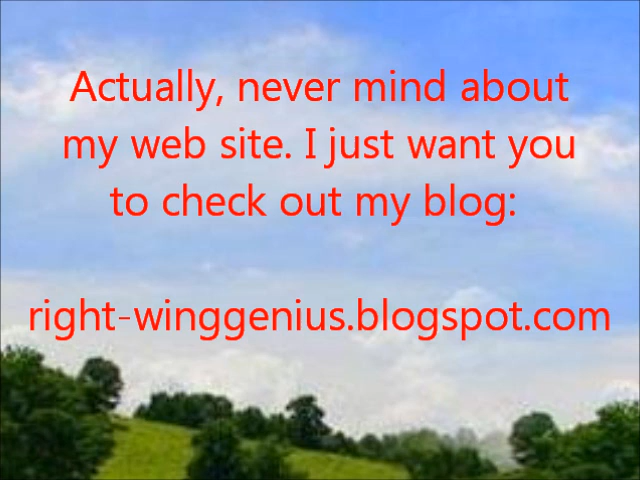 Actually, never mind about
my web site. I just want you
to check out my blog:
right-winggenius.blogspot.com